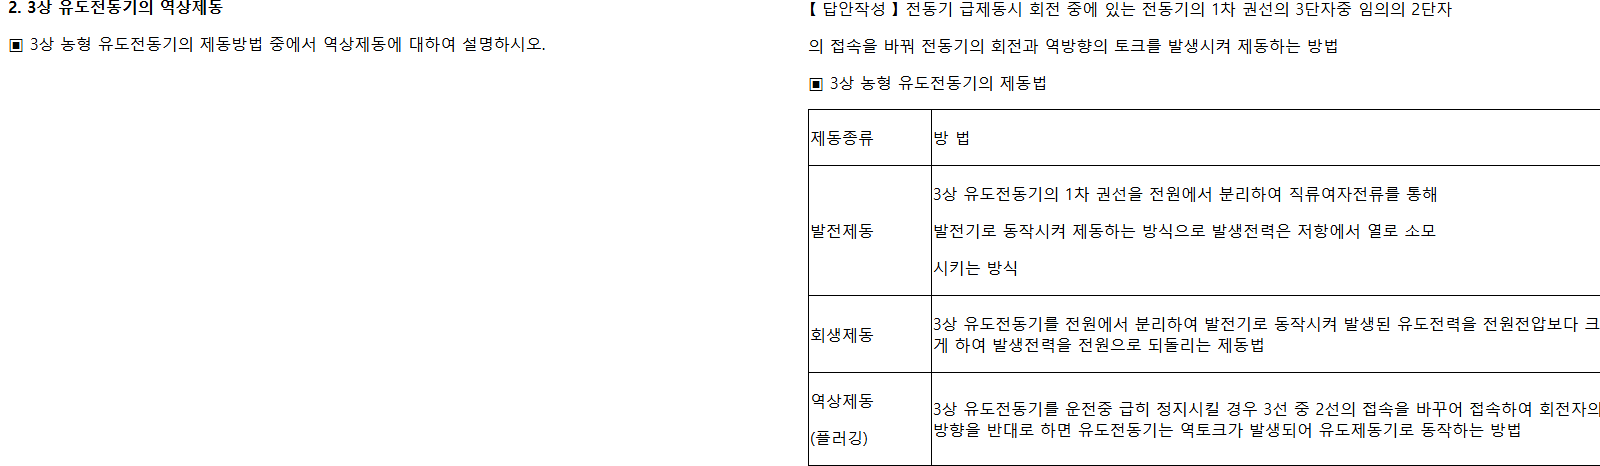 2. 3상 유도전동기의 역상제동
▣ 3상 농형 유도전동기의 제동방법 중에서 역상제동에 대하여 설명하시오.
【 답안작성 】 전동기 급제동시 회전 중에 있는 전동기의 1차 권선의 3단자중 임의의 2단자
의 접속을 바꿔 전동기의 회전과 역방향의 토크를 발생시켜 제동하는 방법
▣ 3상 농형 유도전동기의 제동법
제동종류
방 법
발전제동
3상 유도전동기의 1차 권선을 전원에서 분리하여 직류여자전류를 통해
발전기로 동작시켜 제동하는 방식으로 발생전력은 저항에서 열로 소모
시키는 방식
회생제동
3상 유도전동기를 전원에서 분리하여 발전기로 동작시켜 발생된 유도전력을 전원전압보다 크
게 하여 발생전력을 전원으로 되돌리는 제동법
역상제동
(플러깅)
3상 유도전동기를 운전중 급히 정지시킬 경우 3선 중 2선의 접속을 바꾸어 접속하여 회전자의
방향을 반대로 하면 유도전동기는 역토크가 발생되어 유도제동기로 동작하는 방법